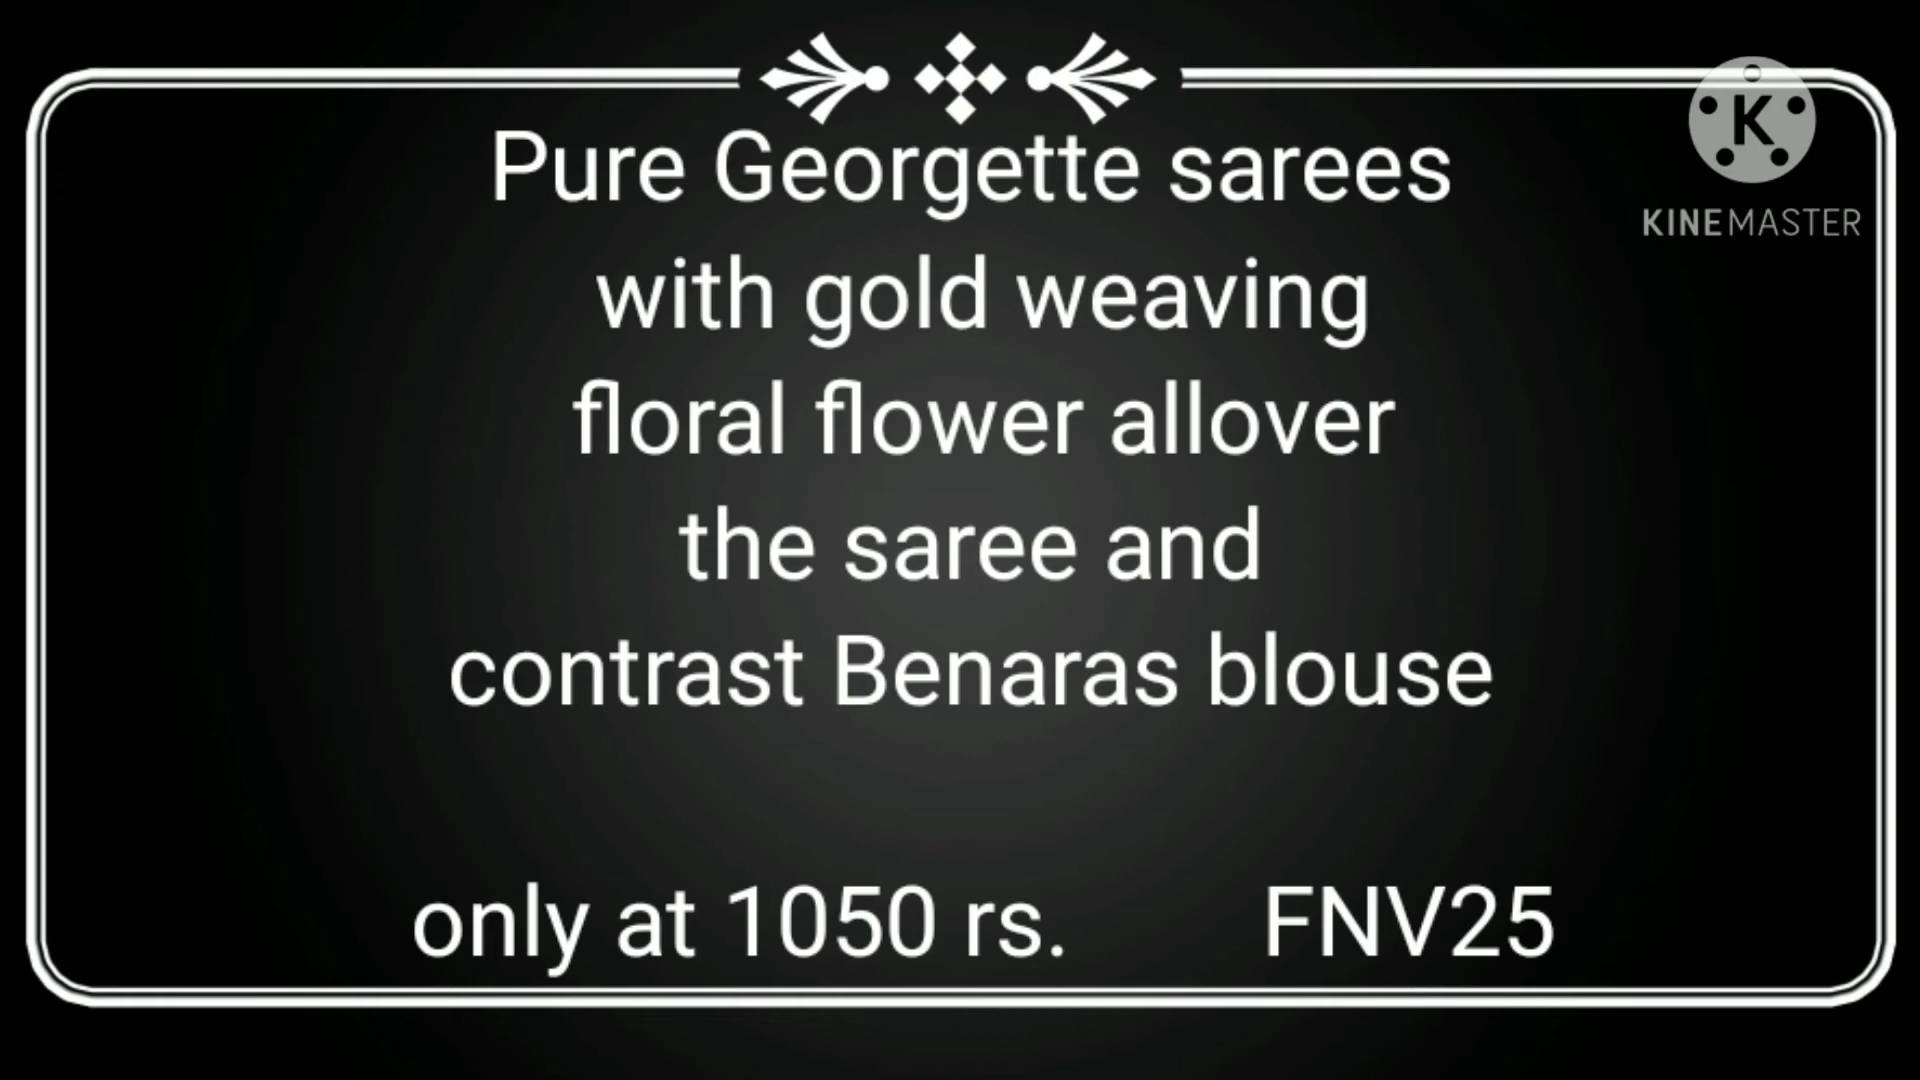 Pure Georgette sarees
with gold weaving
floral flower allover
the saree and
contrast Benaras blouse
only at 1050 rs. FNV25
K
KINEMASTER